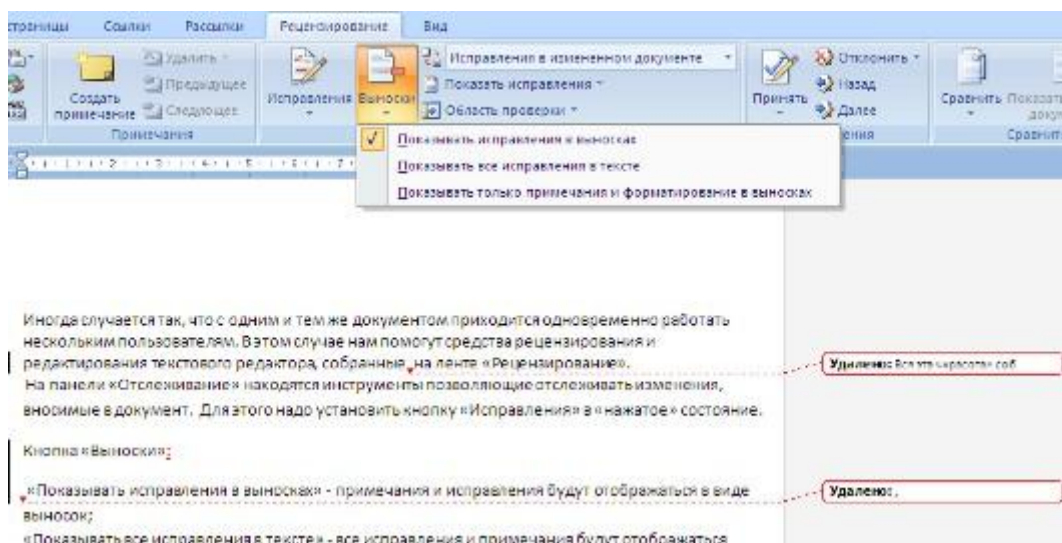 страницы Ссылки Рассылки Рецензирование Вид
Создать примечание
Удалить
Предыдущее
Следующее
Примечания
Исправления
Выноски
Исправления в измененном документе
Показать исправления
Область проверки
Принять
Отклонить
Назад
Далее
Сравнить
Показать
Сравнить
Показывать исправления в выносках
Показывать все исправления в тексте
Показывать только примечания и форматирование в выносках
Иногда случается так, что с одним и тем же документом приходится одновременно работать
нескольким пользователям. В этом случае нам помогут средства рецензирования и
редактирования текстового редактора, собранные на ленте «Рецензирование».
Удалено: Вся эта «красота» соб
На панели «Отслеживание» находятся инструменты позволяющие отслеживать изменения,
вносимые в документ. Для этого надо установить кнопку «Исправления» в «нажатое» состояние.
Кнопка «Выноски»:
«Показывать исправления в выносках» - примечания и исправления будут отображаться в виде
Удалено: ,
выносок;
«Показывать все исправления в тексте» - все исправления и примечания будут отображаться